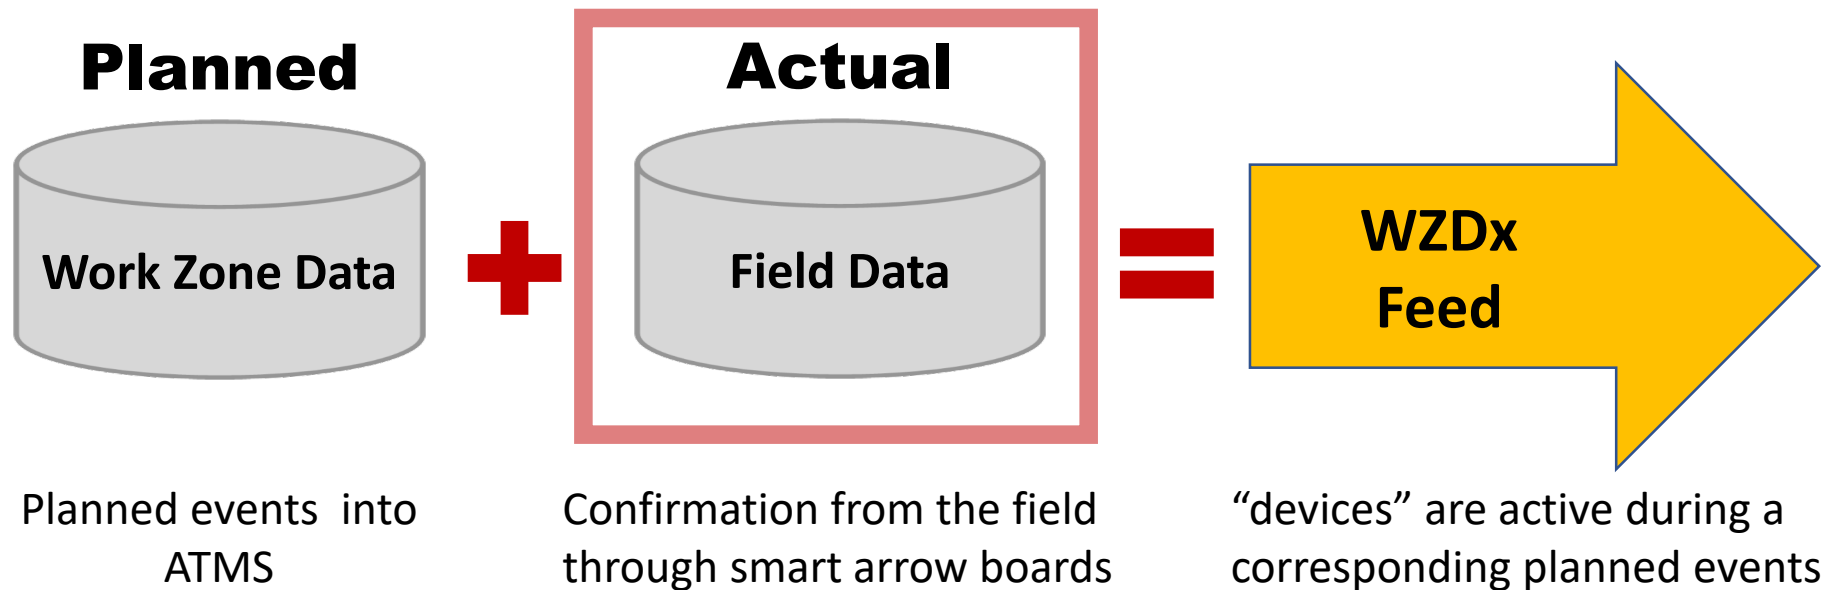 Planned
Work Zone Data
Planned events  into
ATMS
Actual
Field Data
Confirmation from the field
through smart arrow boards
WZDx
Feed
“devices” are active during a
corresponding planned events